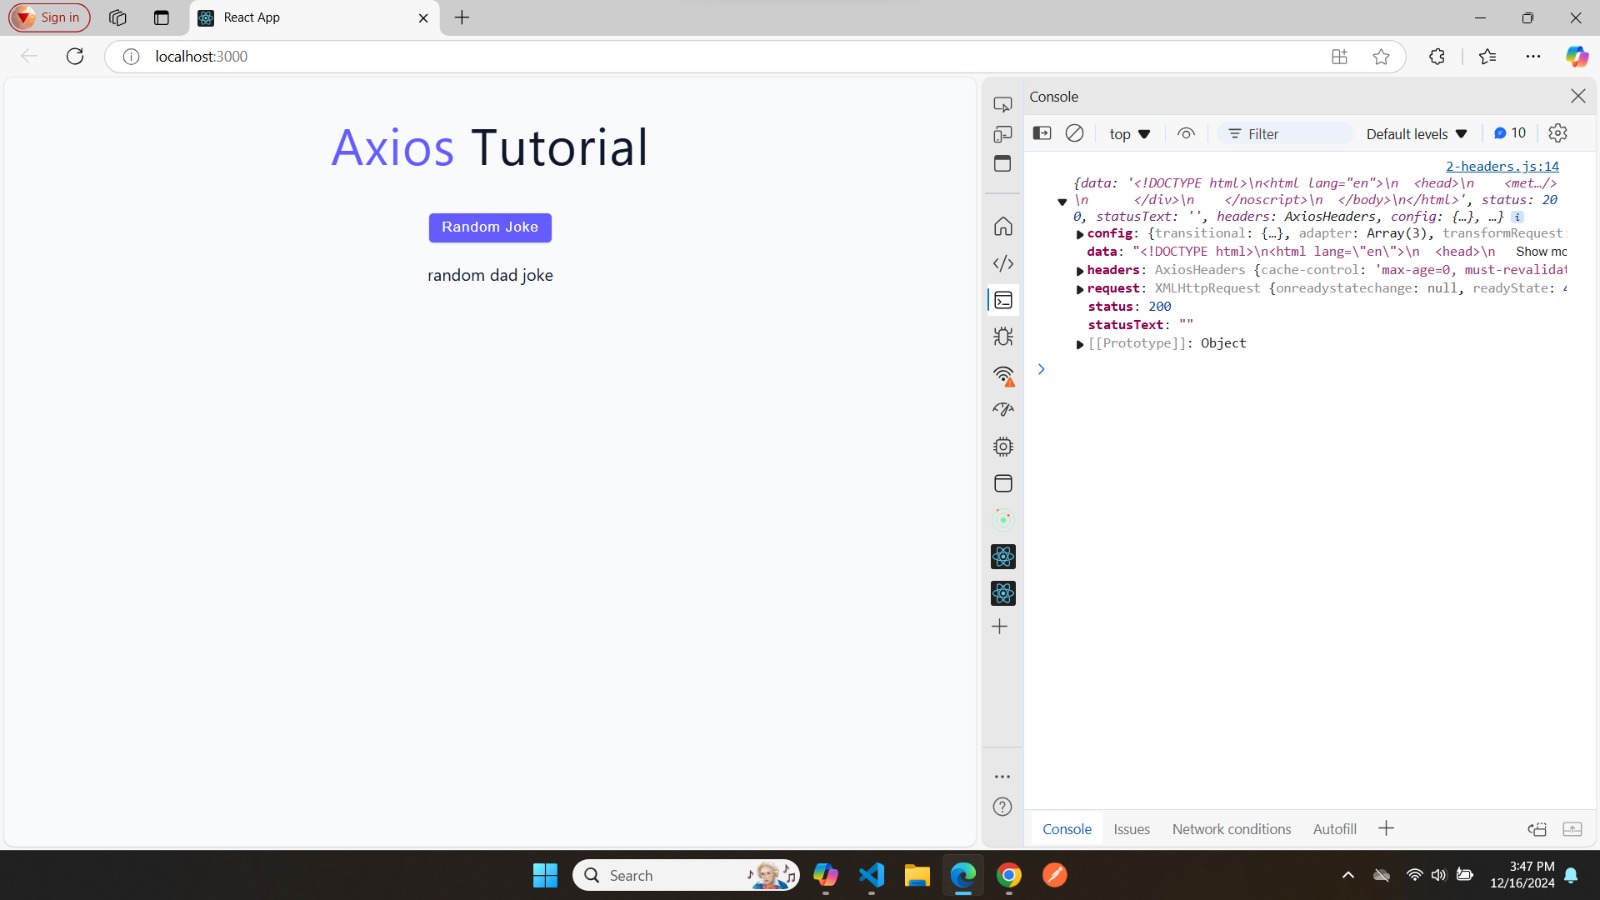 Sign in
React App
localhost:3000
Axios Tutorial
Random Joke
random dad joke
Console
top
Filter
Default levels
10
2-headers.js:14
{data: '<!DOCTYPE html>\n<html lang="en">\n  <head>\n    <met…/>
\n      </div>\n    </noscript>\n  </body>\n</html>', status: 20
0, statusText: '', headers: AxiosHeaders, config: {…}, …}
config: {transitional: {…}, adapter: Array(3), transformRequest:
data: "<!DOCTYPE html>\n<html lang=\"en\">\n  <head>\n Show mo
headers: AxiosHeaders {cache-control: 'max-age=0, must-revalidat
request: XMLHttpRequest {onreadystatechange: null, readyState: 4
status: 200
statusText: ""
[[Prototype]]: Object
Console Issues Network conditions Autofill
Search
3:47 PM
12/16/2024